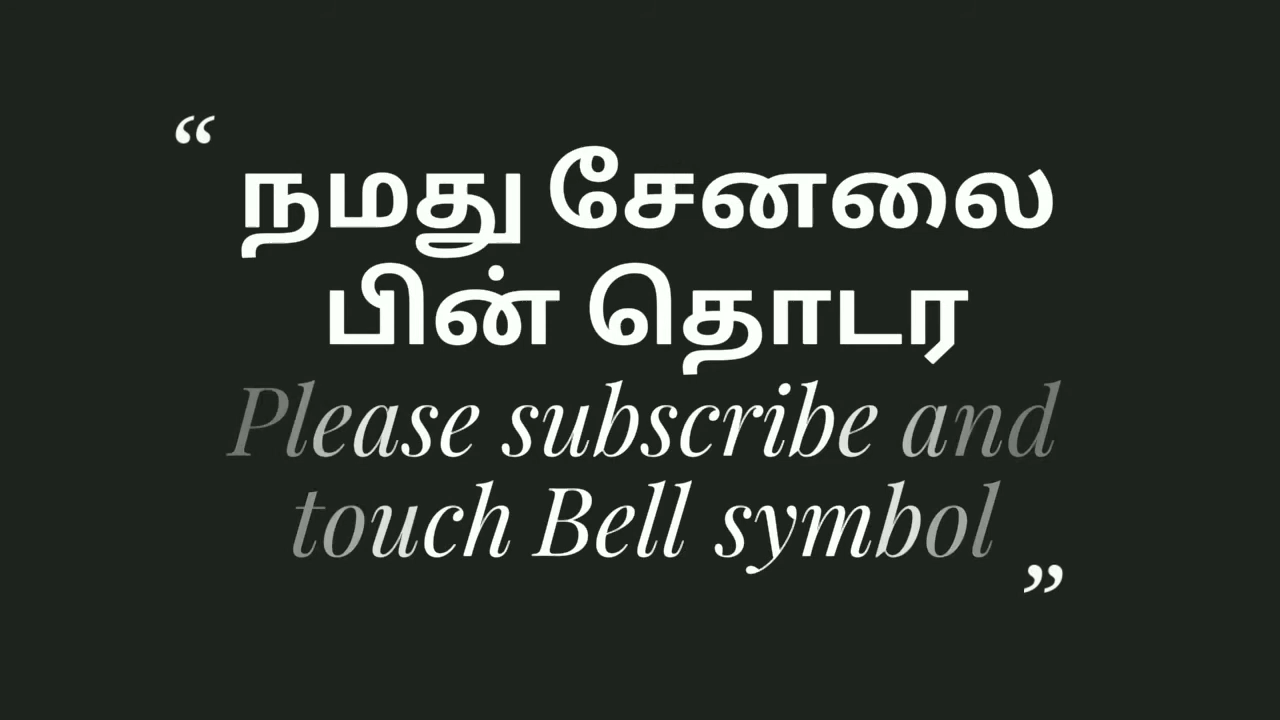 “
நமது சேனலை
பின் தொடர
Please subscribe and
touch Bell symbol
”